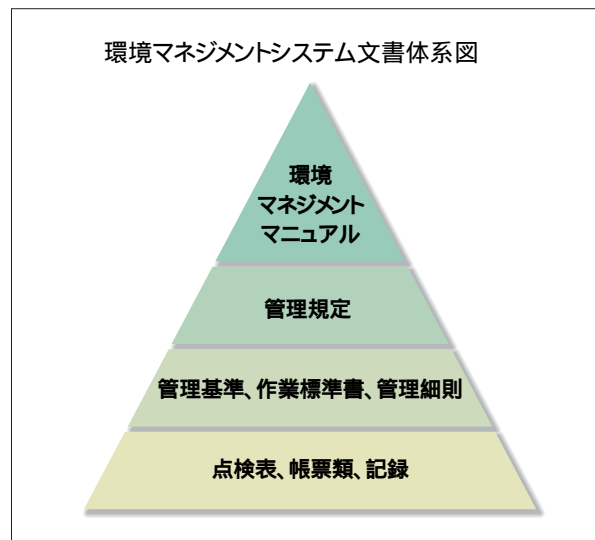 環境マネジメントシステム文書体系図
環境
マネジメント
マニュアル
管理規定
管理基準、作業標準書、管理細則
点検表、帳票類、記録